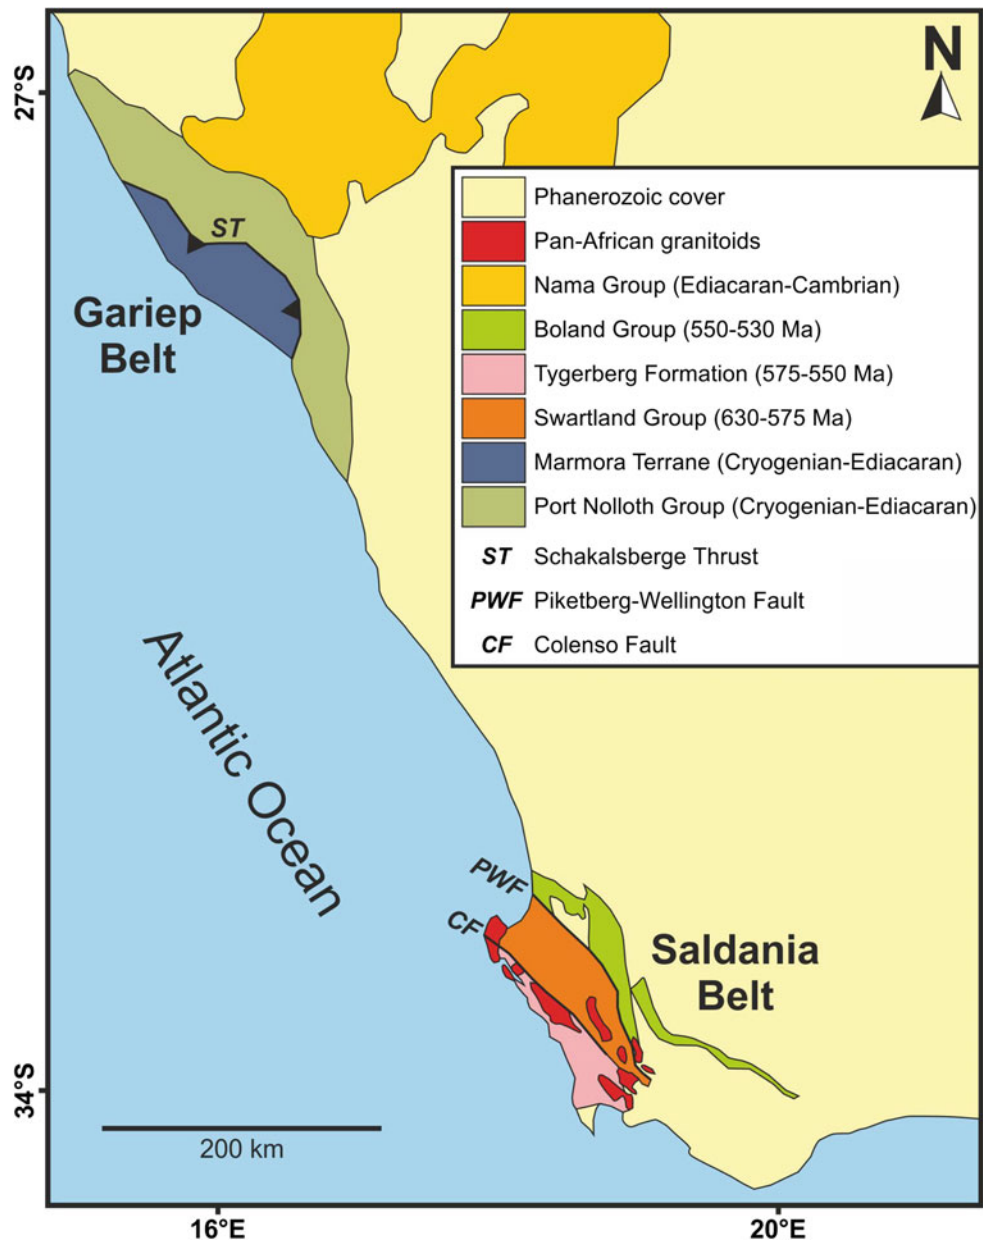 N
27°S
ST
Gariep
Belt
Phanerozoic cover
Pan-African granitoids
Nama Group (Ediacaran-Cambrian)
Boland Group (550-530 Ma)
Tygerberg Formation (575-550 Ma)
Swartland Group (630-575 Ma)
Marmora Terrane (Cryogenian-Ediacaran)
Port Nolloth Group (Cryogenian-Ediacaran)
ST Schakalsberge Thrust
PWF Piketberg-Wellington Fault
CF Colenso Fault
Atlantic Ocean
PWF
CF
Saldania
Belt
34°S
200 km
16°E
20°E